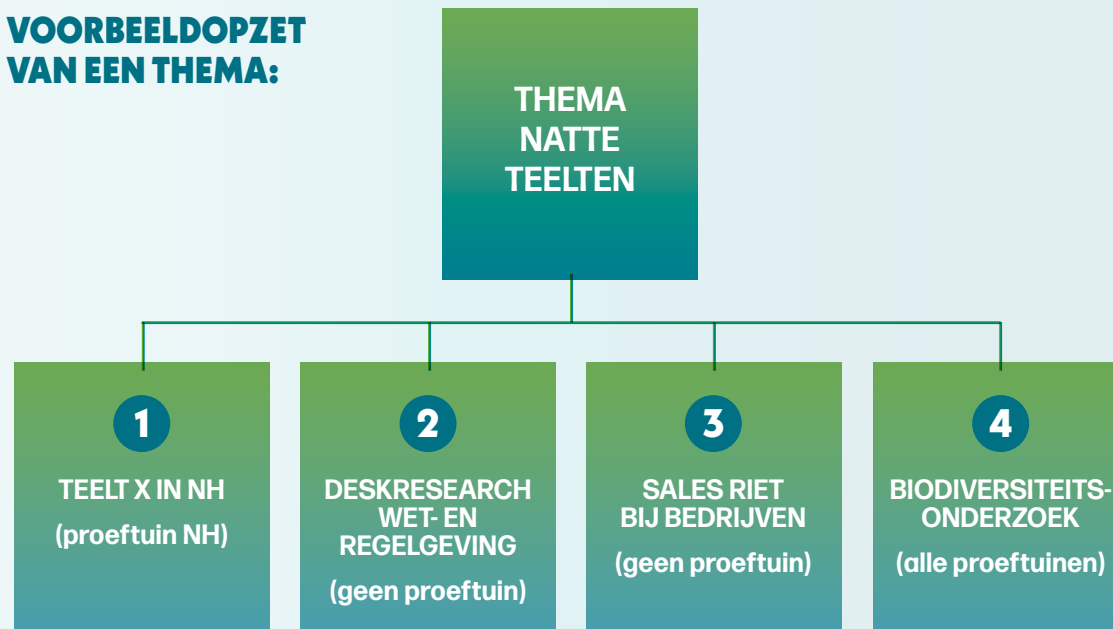 VOORBEELDOPZET
VAN EEN THEMA:
THEMA
NATTE
TEELTEN
1
TEELT X IN NH
(proeftuin NH)
2
DESKRESEARCH
WET- EN
REGELGEVING
(geen proeftuin)
3
SALES RIET
BIJ BEDRIJVEN
(geen proeftuin)
4
BIODIVERSITEITS-
ONDERZOEK
(alle proeftuinen)